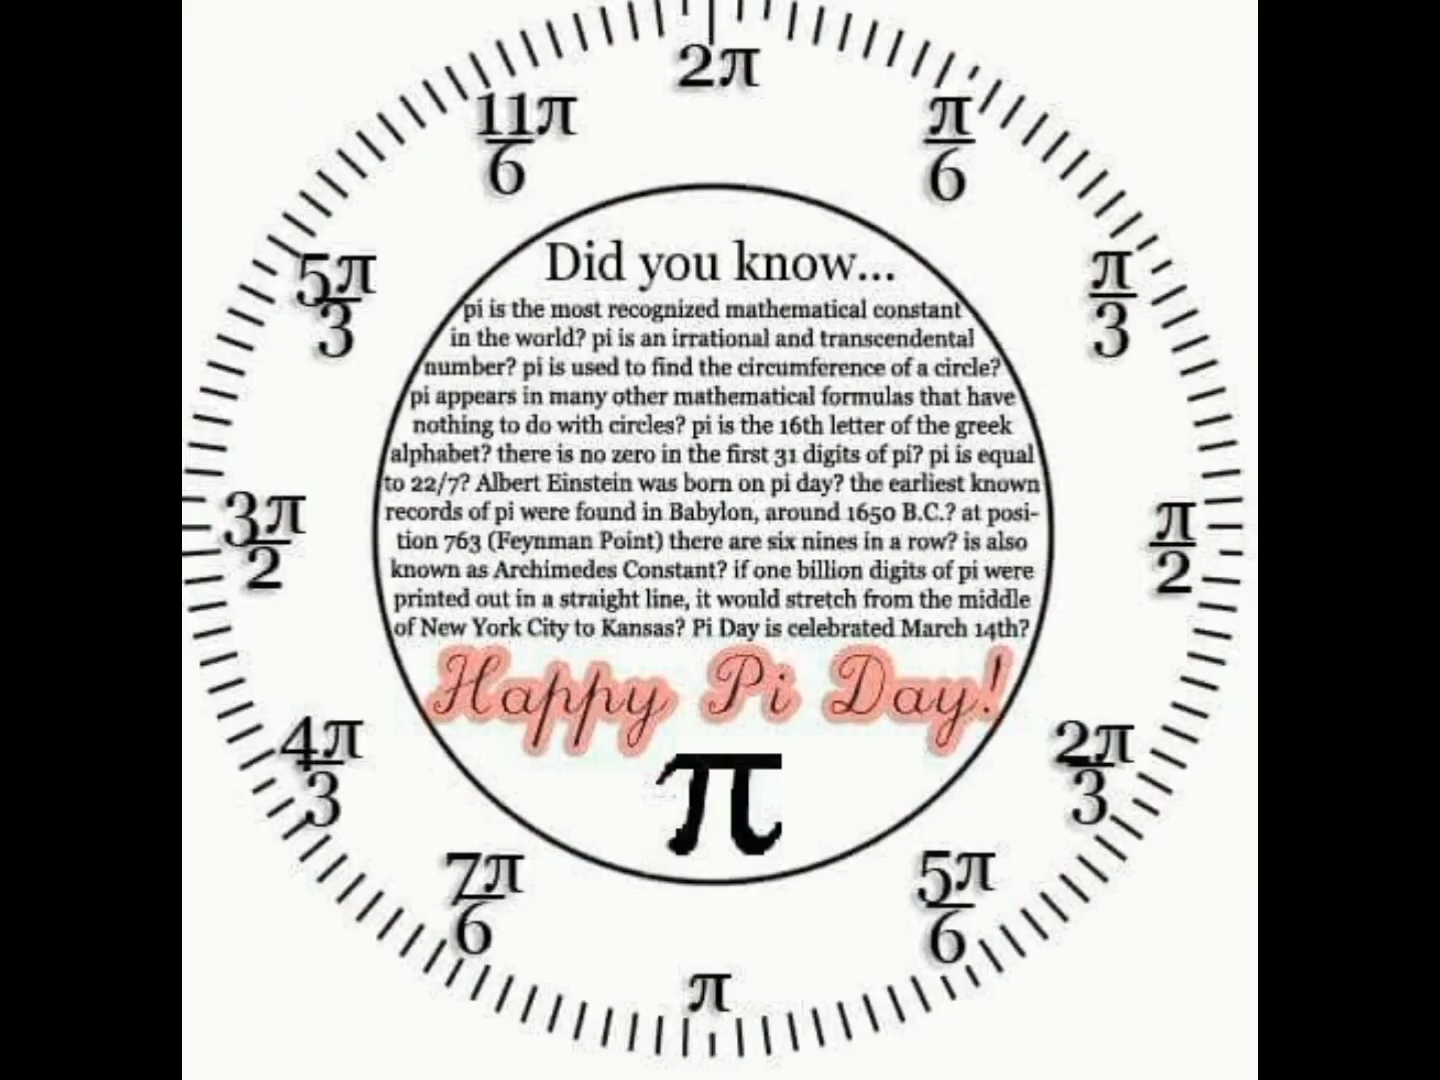 2π
11π
6
π
6
5π
3
π
3
Did you know...
pi is the most recognized mathematical constant
in the world? pi is an irrational and transcendental
number? pi is used to find the circumference of a circle?
pi appears in many other mathematical formulas that have
nothing to do with circles? pi is the 16th letter of the greek
alphabet? there is no zero in the first 31 digits of pi? pi is equal
to 22/7? Albert Einstein was born on pi day? the earliest known
records of pi were found in Babylon, around 1650 B.C.? at posi-
tion 763 (Feynman Point) there are six nines in a row? is also
known as Archimedes Constant? if one billion digits of pi were
printed out in a straight line, it would stretch from the middle
of New York City to Kansas? Pi Day is celebrated March 14th?
Happy Pi Day!
π
3π
2
π
2
4π
3
2π
3
7π
6
5π
6
π